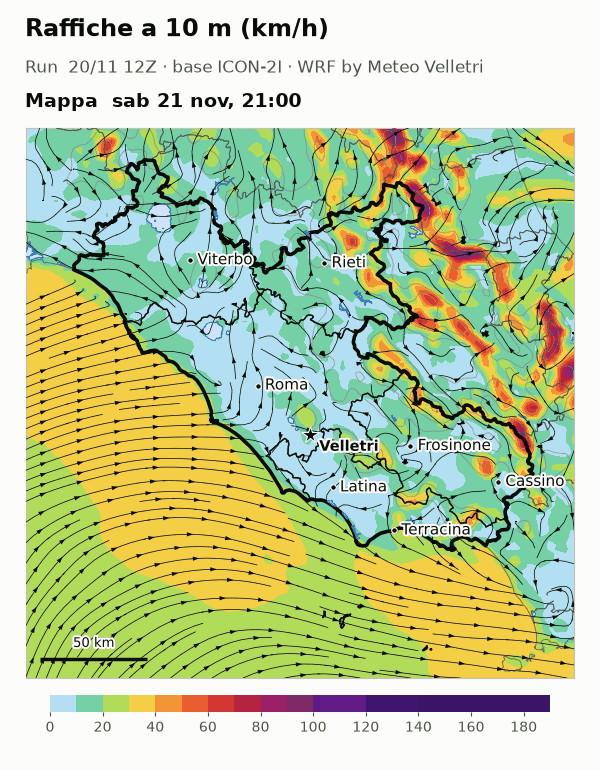 Raffiche a 10 m (km/h)
Run  20/11 12Z · base ICON-2I · WRF by Meteo Velletri
Mappa  sab 21 nov, 21:00
Viterbo
Rieti
Roma
Velletri
Frosinone
Cassino
Latina
Terracina
50 km
0 20 40 60 80 100 120 140 160 180